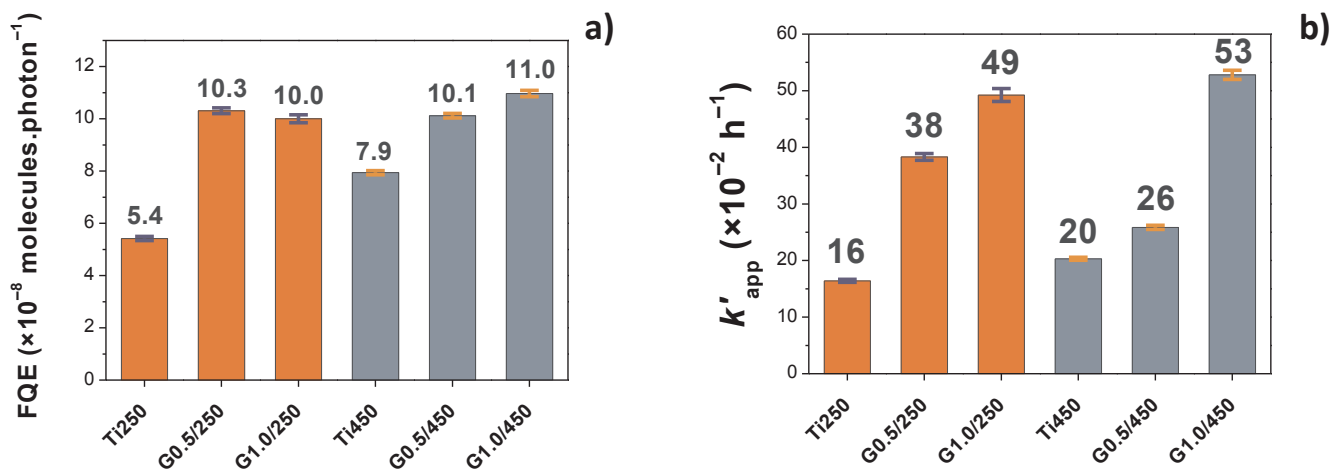 a)
FQE (×10⁻⁸ molecules.photon⁻¹)
12
10
8
6
4
2
0
5.4
10.3
10.0
7.9
10.1
11.0
Ti250
G0.5/250
G1.0/250
Ti450
G0.5/450
G1.0/450
b)
k'app (×10⁻² h⁻¹)
60
50
40
30
20
10
0
16
38
49
20
26
53
Ti250
G0.5/250
G1.0/250
Ti450
G0.5/450
G1.0/450